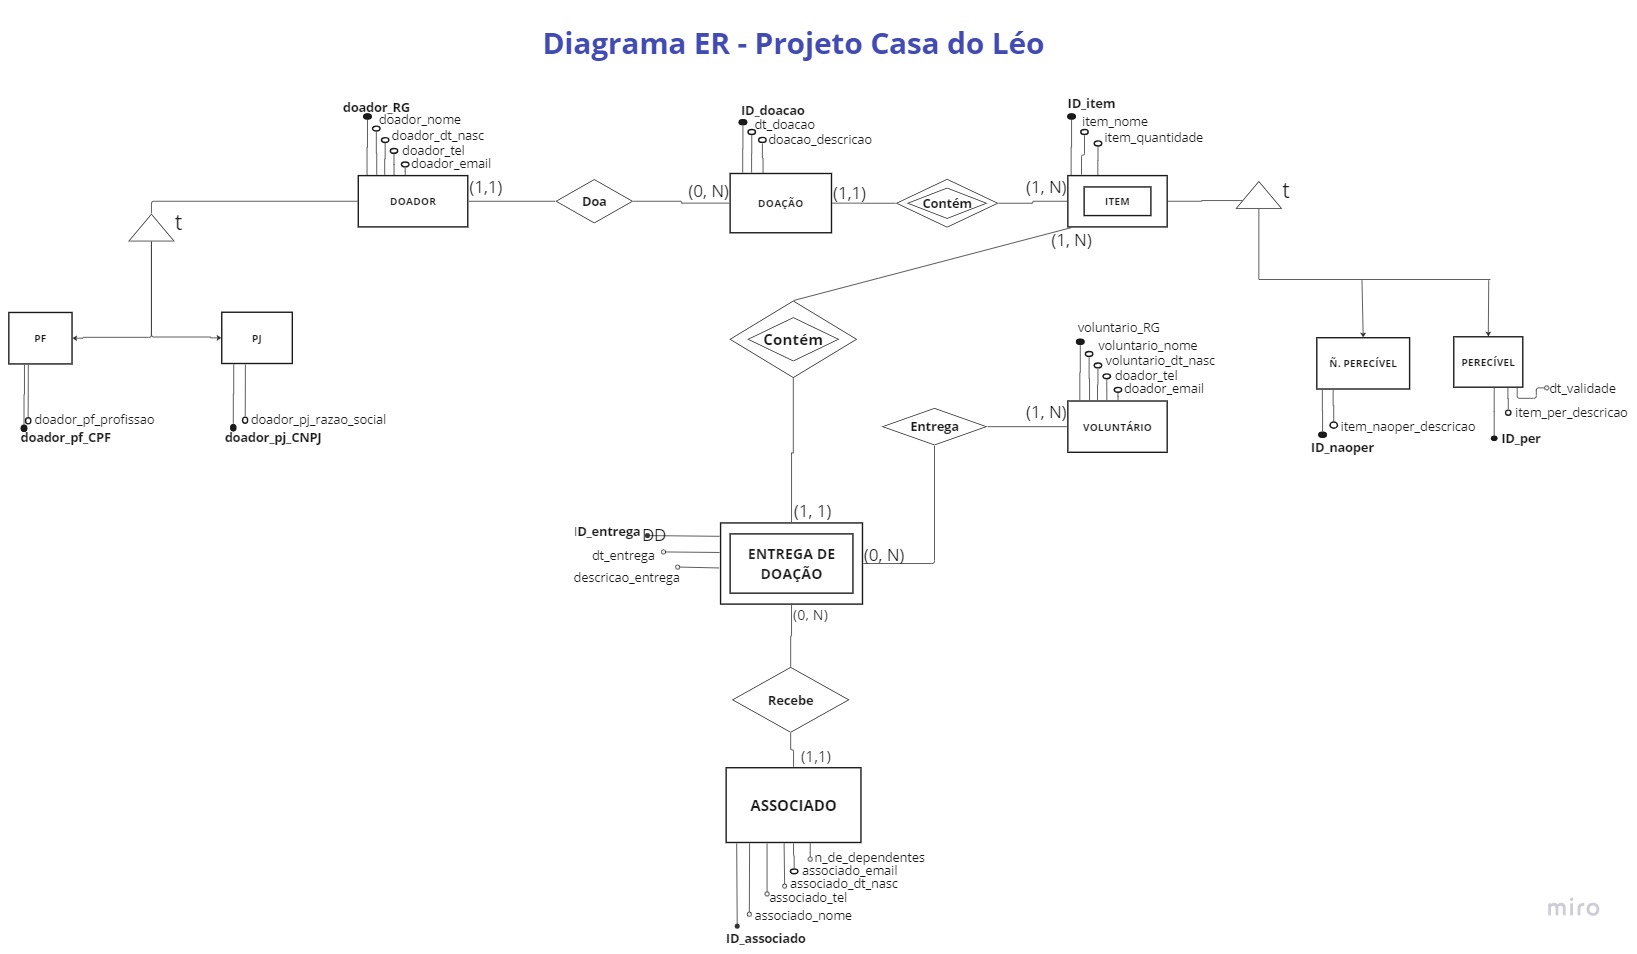 Diagrama ER - Projeto Casa do Léo
doador_RG
doador_nome
doador_dt_nasc
doador_tel
doador_email
ID_doacao
dt_doacao
doacao_descricao
ID_item
item_nome
item_quantidade
DOADOR
(1,1)
Doa
(0, N)
DOAÇÃO
(1,1)
Contém
(1, N)
ITEM
t
t
(1, N)
PF
PJ
doador_pf_profissao
doador_pf_CPF
doador_pj_razao_social
doador_pj_CNPJ
Contém
voluntario_RG
voluntario_nome
voluntario_dt_nasc
doador_tel
doador_email
Entrega
(1, N)
VOLUNTÁRIO
Ñ. PERECÍVEL
PERECÍVEL
dt_validade
item_per_descricao
item_naoper_descricao
ID_per
ID_naoper
(1, 1)
ID_entrega
DD
dt_entrega
descricao_entrega
ENTREGA DE
DOAÇÃO
(0, N)
(0, N)
Recebe
(1,1)
ASSOCIADO
n_de_dependentes
associado_email
associado_dt_nasc
associado_tel
associado_nome
ID_associado
miro